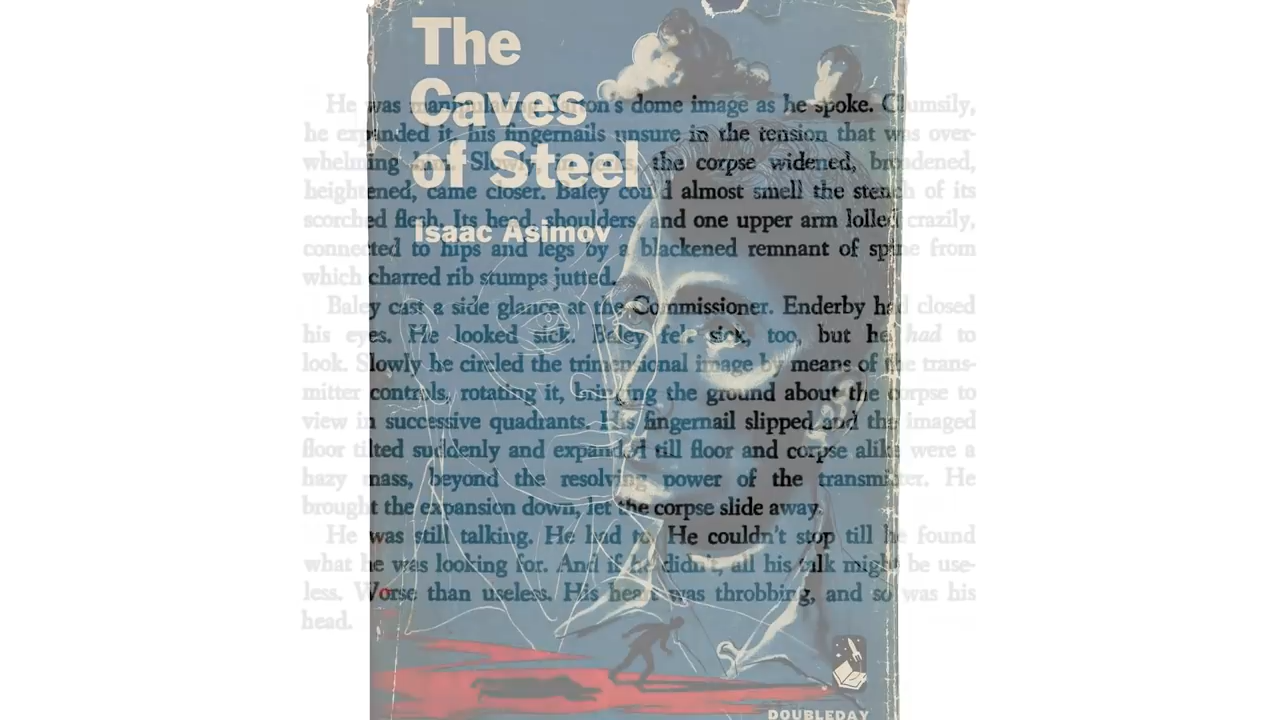 The
Caves
of Steel
Isaac Asimov
He was manipulating Sarton's dome image as he spoke. Clumsily,
he expanded it, his fingernails unsure in the tension that was over-
whelming him. Slowly, in jerks, the corpse widened, broadened,
heightened, came closer. Baley could almost smell the stench of its
scorched flesh. Its head, shoulders, and one upper arm lolled crazily,
connected to hips and legs by a blackened remnant of spine from
which charred rib stumps jutted.
Baley cast a side glance at the Commissioner. Enderby had closed
his eyes. He looked sick. Baley felt sick, too, but he had to
look. Slowly he circled the trimensional image by means of the trans-
mitter controls, rotating it, bringing the ground about the corpse to
view in successive quadrants. His fingernail slipped and the imaged
floor tilted suddenly and expanded till floor and corpse alike were a
hazy mass, beyond the resolving power of the transmitter. He
brought the expansion down, let the corpse slide away.
He was still talking. He had to. He couldn't stop till he found
what he was looking for. And if he didn't, all his talk might be use-
less. Worse than useless. His heart was throbbing, and so was his
head.
DOUBLEDAY